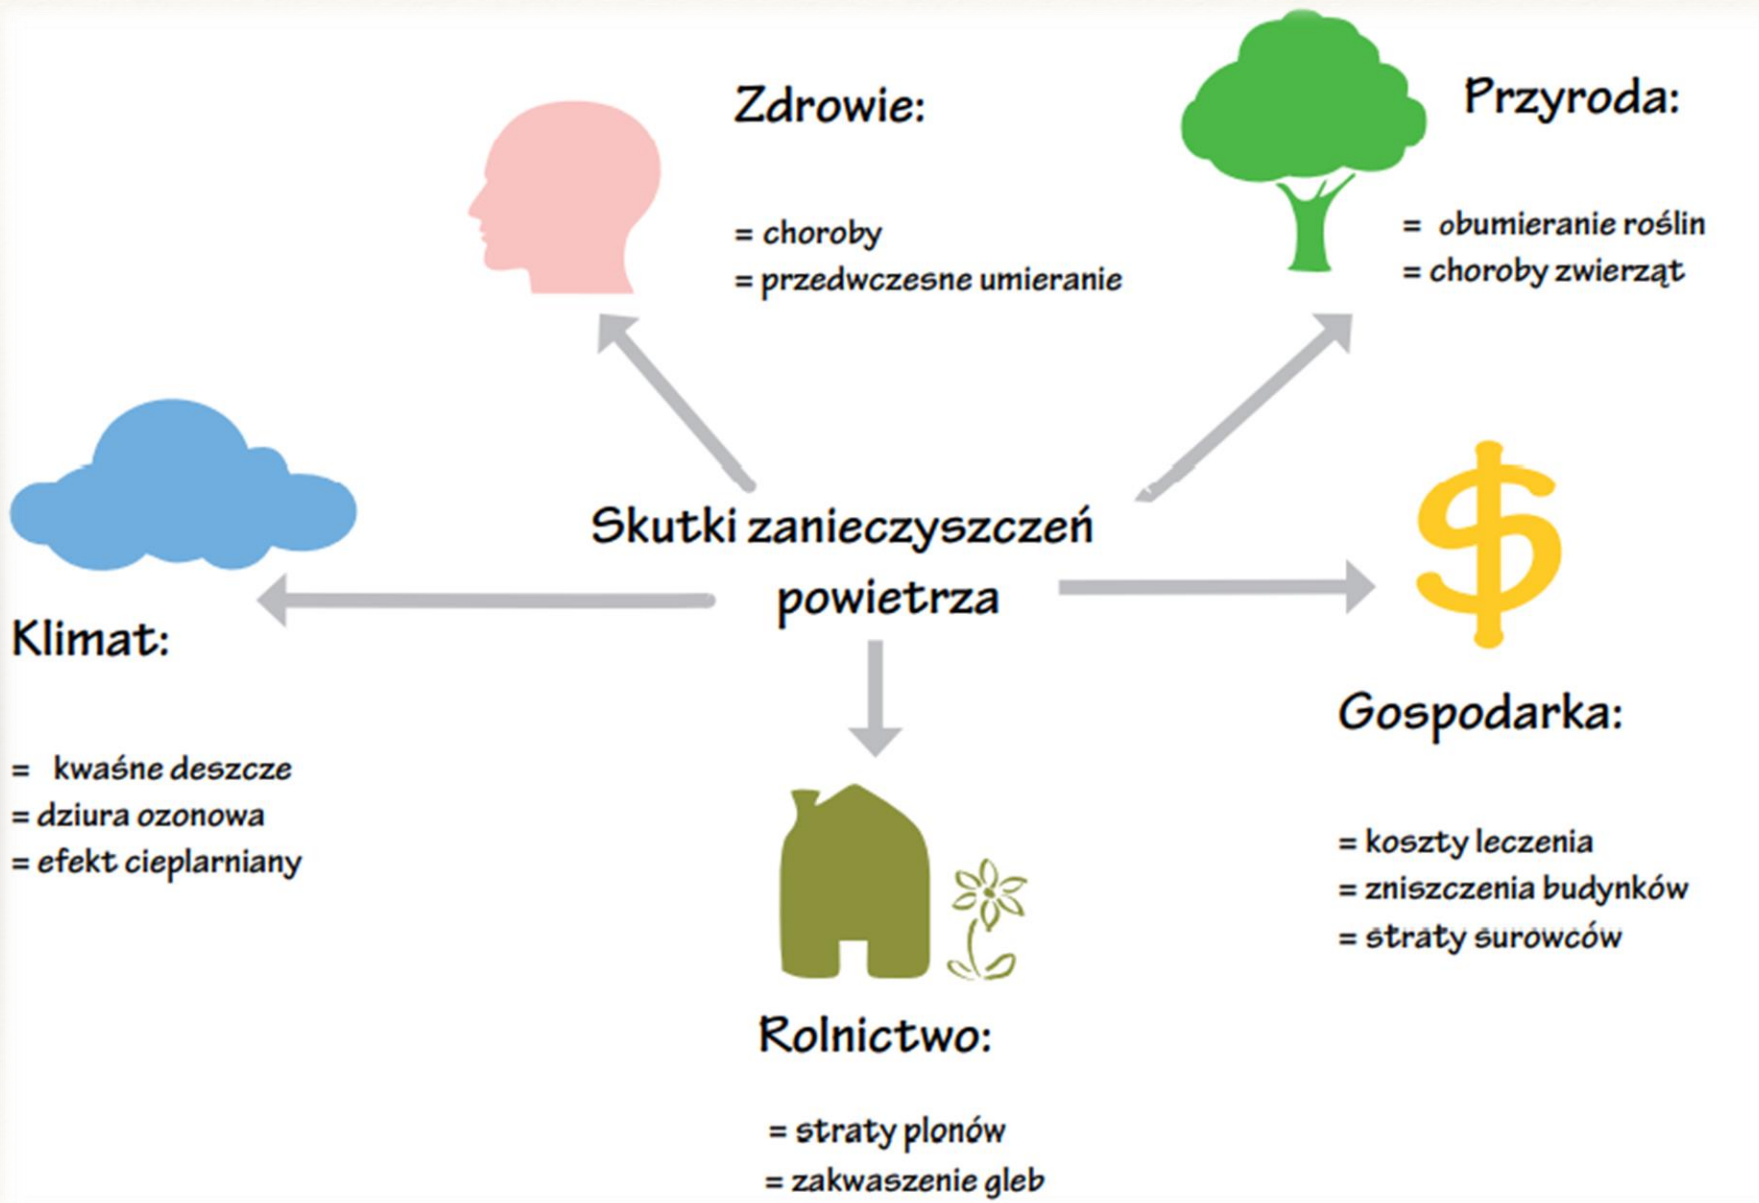 Zdrowie:
= choroby
= przedwczesne umieranie
Przyroda:
= obumieranie roślin
= choroby zwierząt
Skutki zanieczyszczeń
powietrza
Klimat:
= kwaśne deszcze
= dziura ozonowa
= efekt cieplarniany
Gospodarka:
= koszty leczenia
= zniszczenia budynków
= straty surowców
Rolnictwo:
= straty plonów
= zakwaszenie gleb